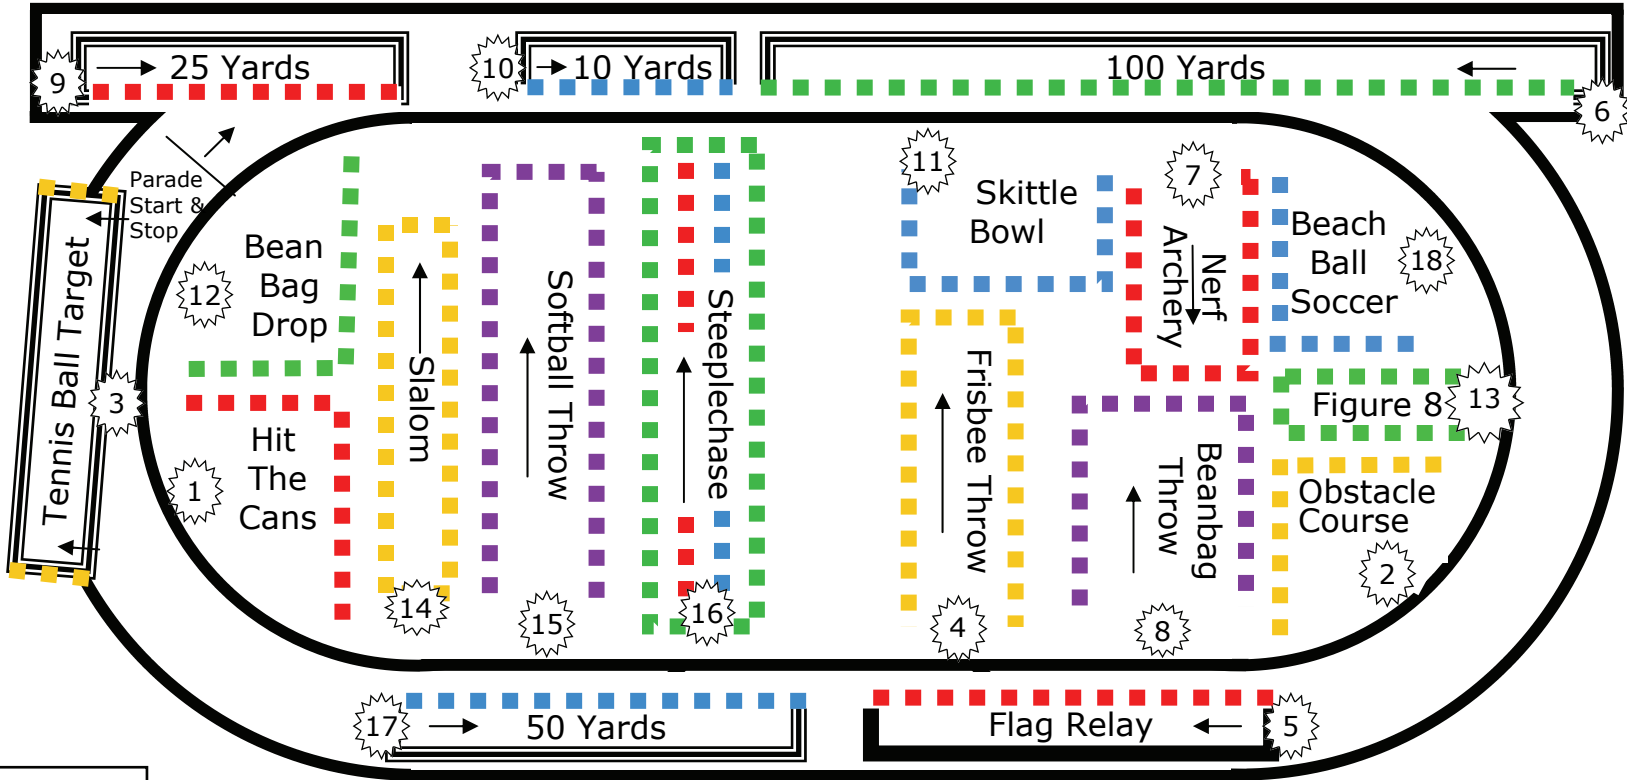 9
25 Yards
10
10 Yards
100 Yards
6
Parade
Start &
Stop
Tennis Ball Target
3
12
Bean
Bag
Drop
1
Hit
The
Cans
Slalom
14
Softball Throw
15
Steeplechase
16
11
Skittle
Bowl
7
Nerf
Archery
Beach
Ball
Soccer
18
Figure 8
13
Frisbee Throw
4
Beanbag
Throw
8
Obstacle
Course
2
17
50 Yards
Flag Relay
5